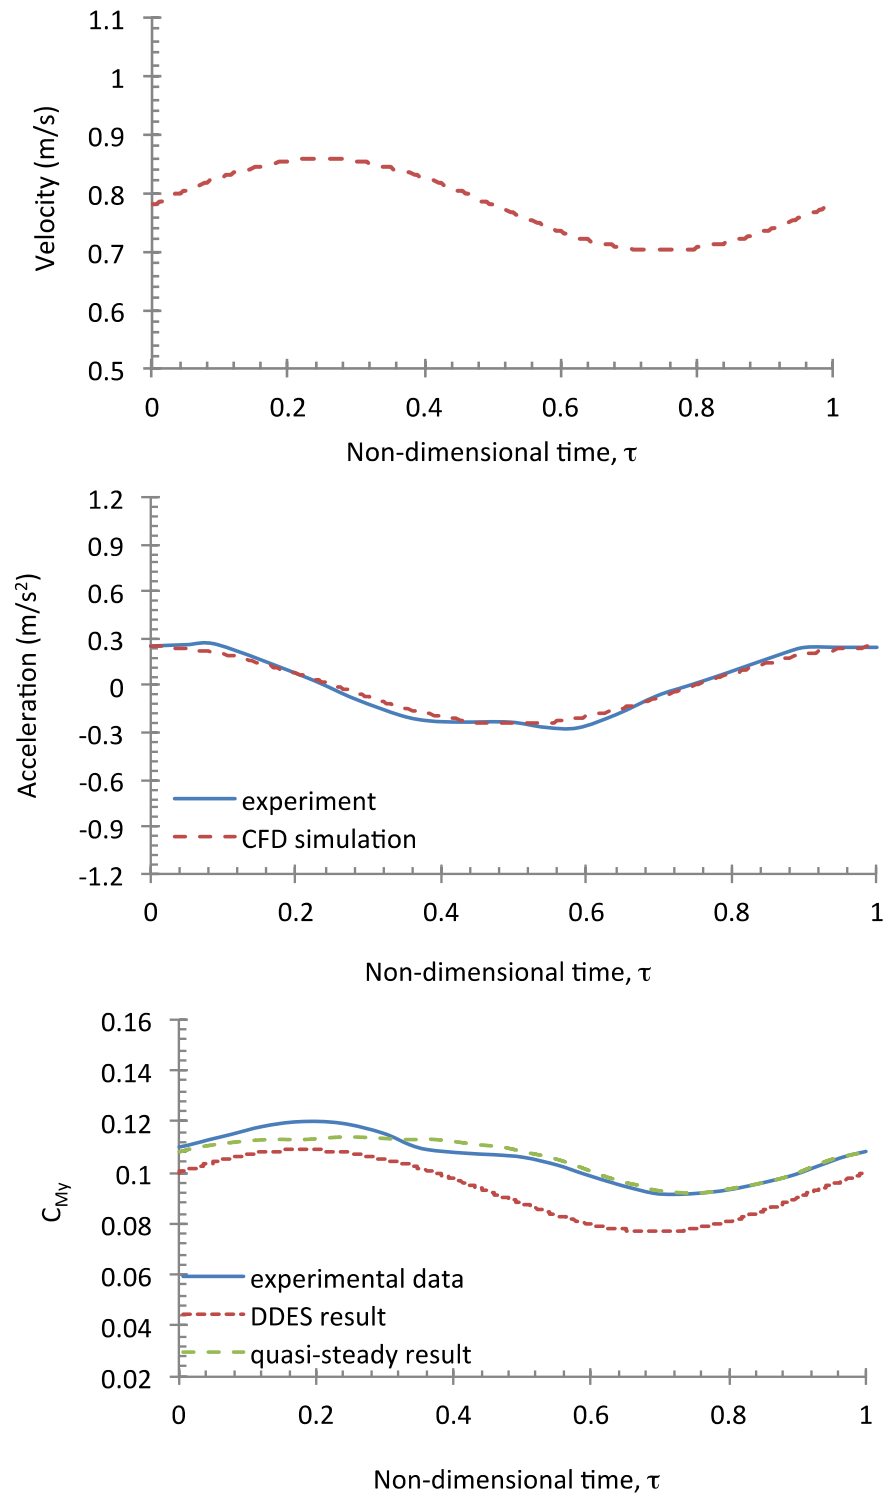 1.1
1
0.9
0.8
0.7
0.6
0.5
Velocity (m/s)
0 0.2 0.4 0.6 0.8 1
Non-dimensional time, τ
1.2
0.9
0.6
0.3
0
-0.3
-0.6
-0.9
-1.2
Acceleration (m/s²)
experiment
CFD simulation
0 0.2 0.4 0.6 0.8 1
Non-dimensional time, τ
0.16
0.14
0.12
0.1
0.08
0.06
0.04
0.02
C_My
experimental data
DDES result
quasi-steady result
0 0.2 0.4 0.6 0.8 1
Non-dimensional time, τ